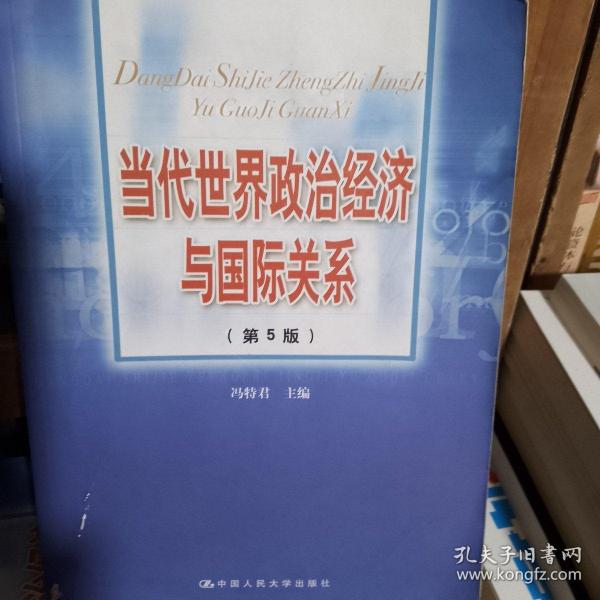 DangDai ShiJie ZhengZhi JingJi
Yu GuoJi GuanXi
当代世界政治经济
与国际关系
（第5版）
冯特君 主编
中国人民大学出版社
孔夫子旧书网
www.kongfz.com